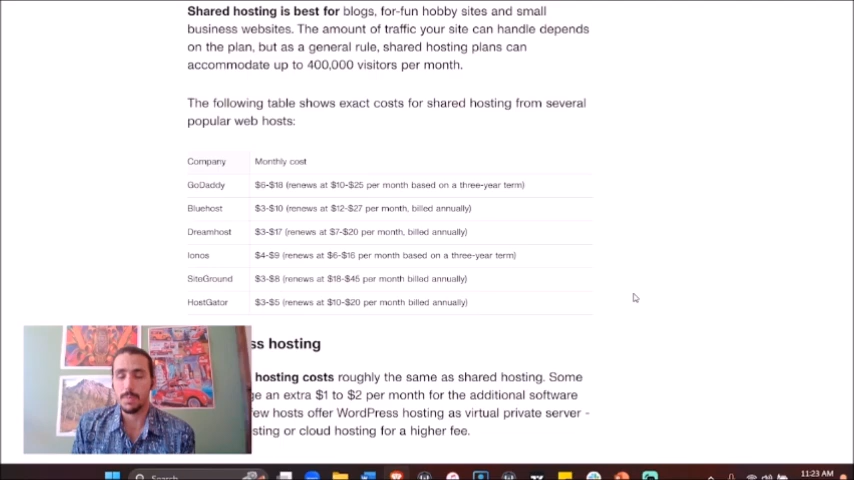 Shared hosting is best for blogs, for-fun hobby sites and small
business websites. The amount of traffic your site can handle depends
on the plan, but as a general rule, shared hosting plans can
accommodate up to 400,000 visitors per month.
The following table shows exact costs for shared hosting from several
popular web hosts:
Company Monthly cost
GoDaddy $6-$18 (renews at $10-$25 per month based on a three-year term)
Bluehost $3-$10 (renews at $12-$27 per month, billed annually)
Dreamhost $3-$17 (renews at $7-$20 per month, billed annually)
Ionos $4-$9 (renews at $6-$16 per month based on a three-year term)
SiteGround $3-$8 (renews at $18-$45 per month billed annually)
HostGator $3-$5 (renews at $10-$20 per month billed annually)
ss hosting
hosting costs roughly the same as shared hosting. Some
ge an extra $1 to $2 per month for the additional software
few hosts offer WordPress hosting as virtual private server -
sting or cloud hosting for a higher fee.
Search
11:23 AM